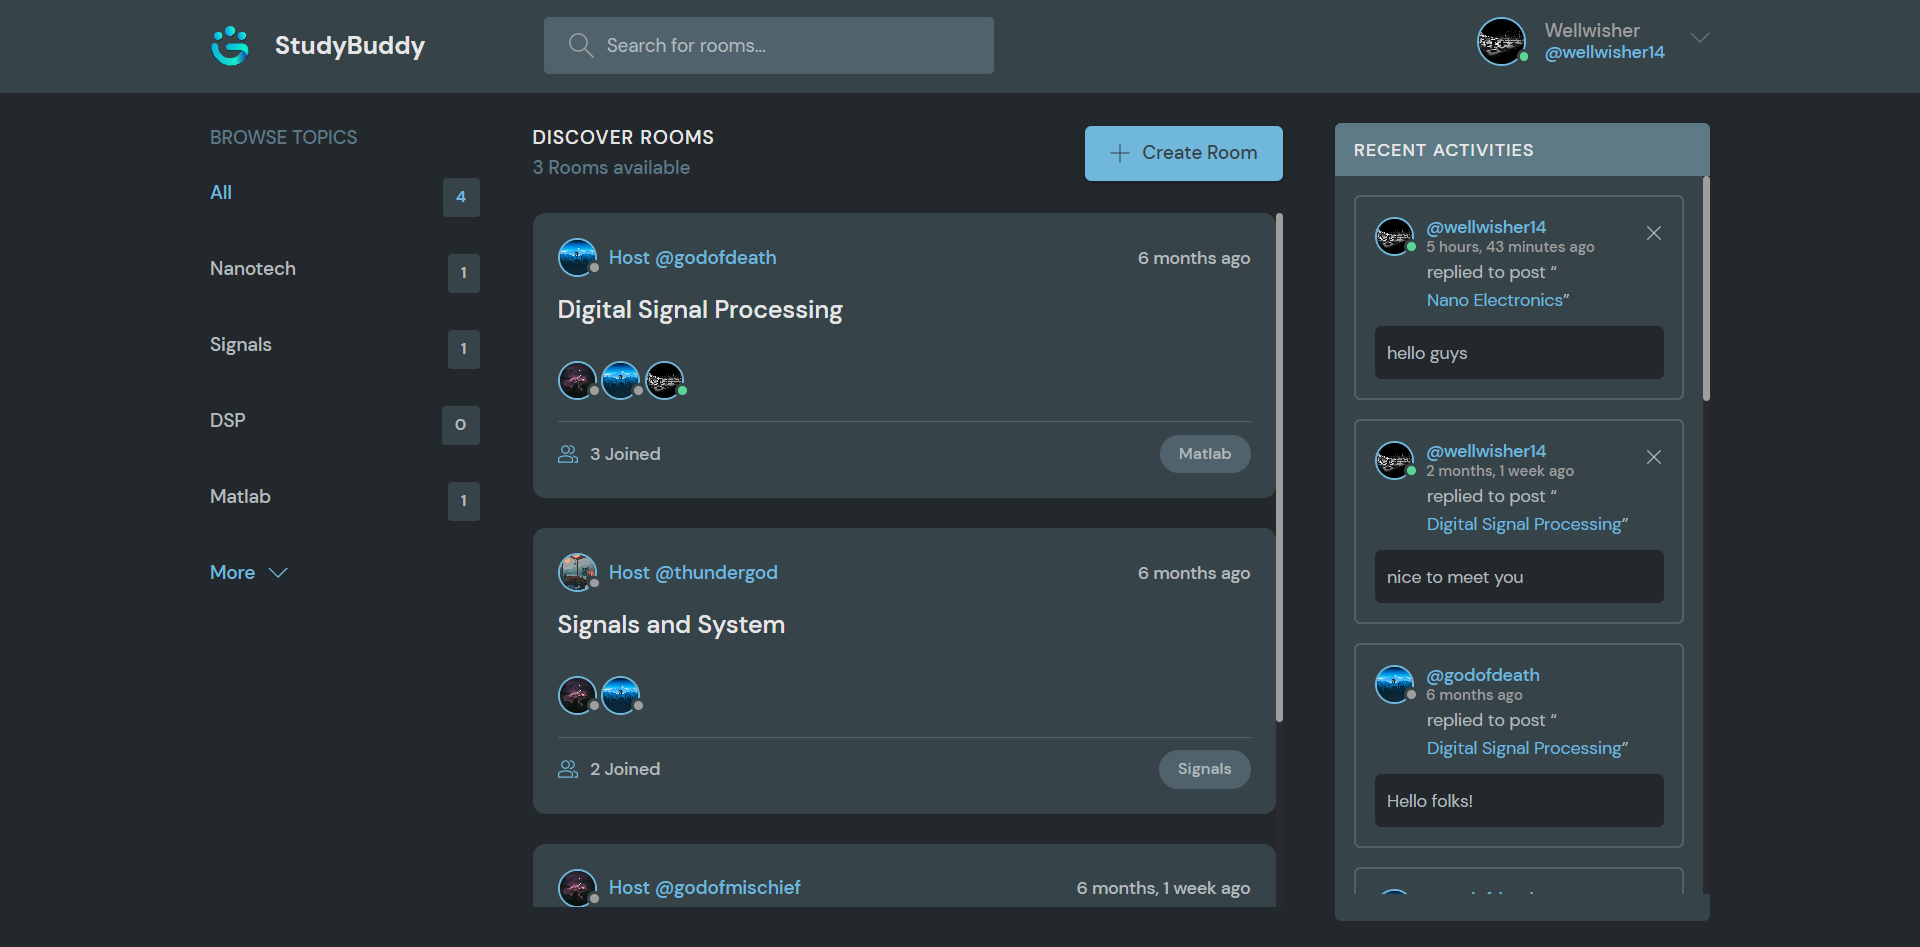 StudyBuddy
Search for rooms...
Wellwisher
@wellwisher14
BROWSE TOPICS
All
4
Nanotech
1
Signals
1
DSP
0
Matlab
1
More
DISCOVER ROOMS
3 Rooms available
Create Room
Host @godofdeath
6 months ago
Digital Signal Processing
3 Joined
Matlab
Host @thundergod
6 months ago
Signals and System
2 Joined
Signals
Host @godofmischief
6 months, 1 week ago
RECENT ACTIVITIES
@wellwisher14
5 hours, 43 minutes ago
replied to post “
Nano Electronics”
hello guys
@wellwisher14
2 months, 1 week ago
replied to post “
Digital Signal Processing”
nice to meet you
@godofdeath
6 months ago
replied to post “
Digital Signal Processing”
Hello folks!